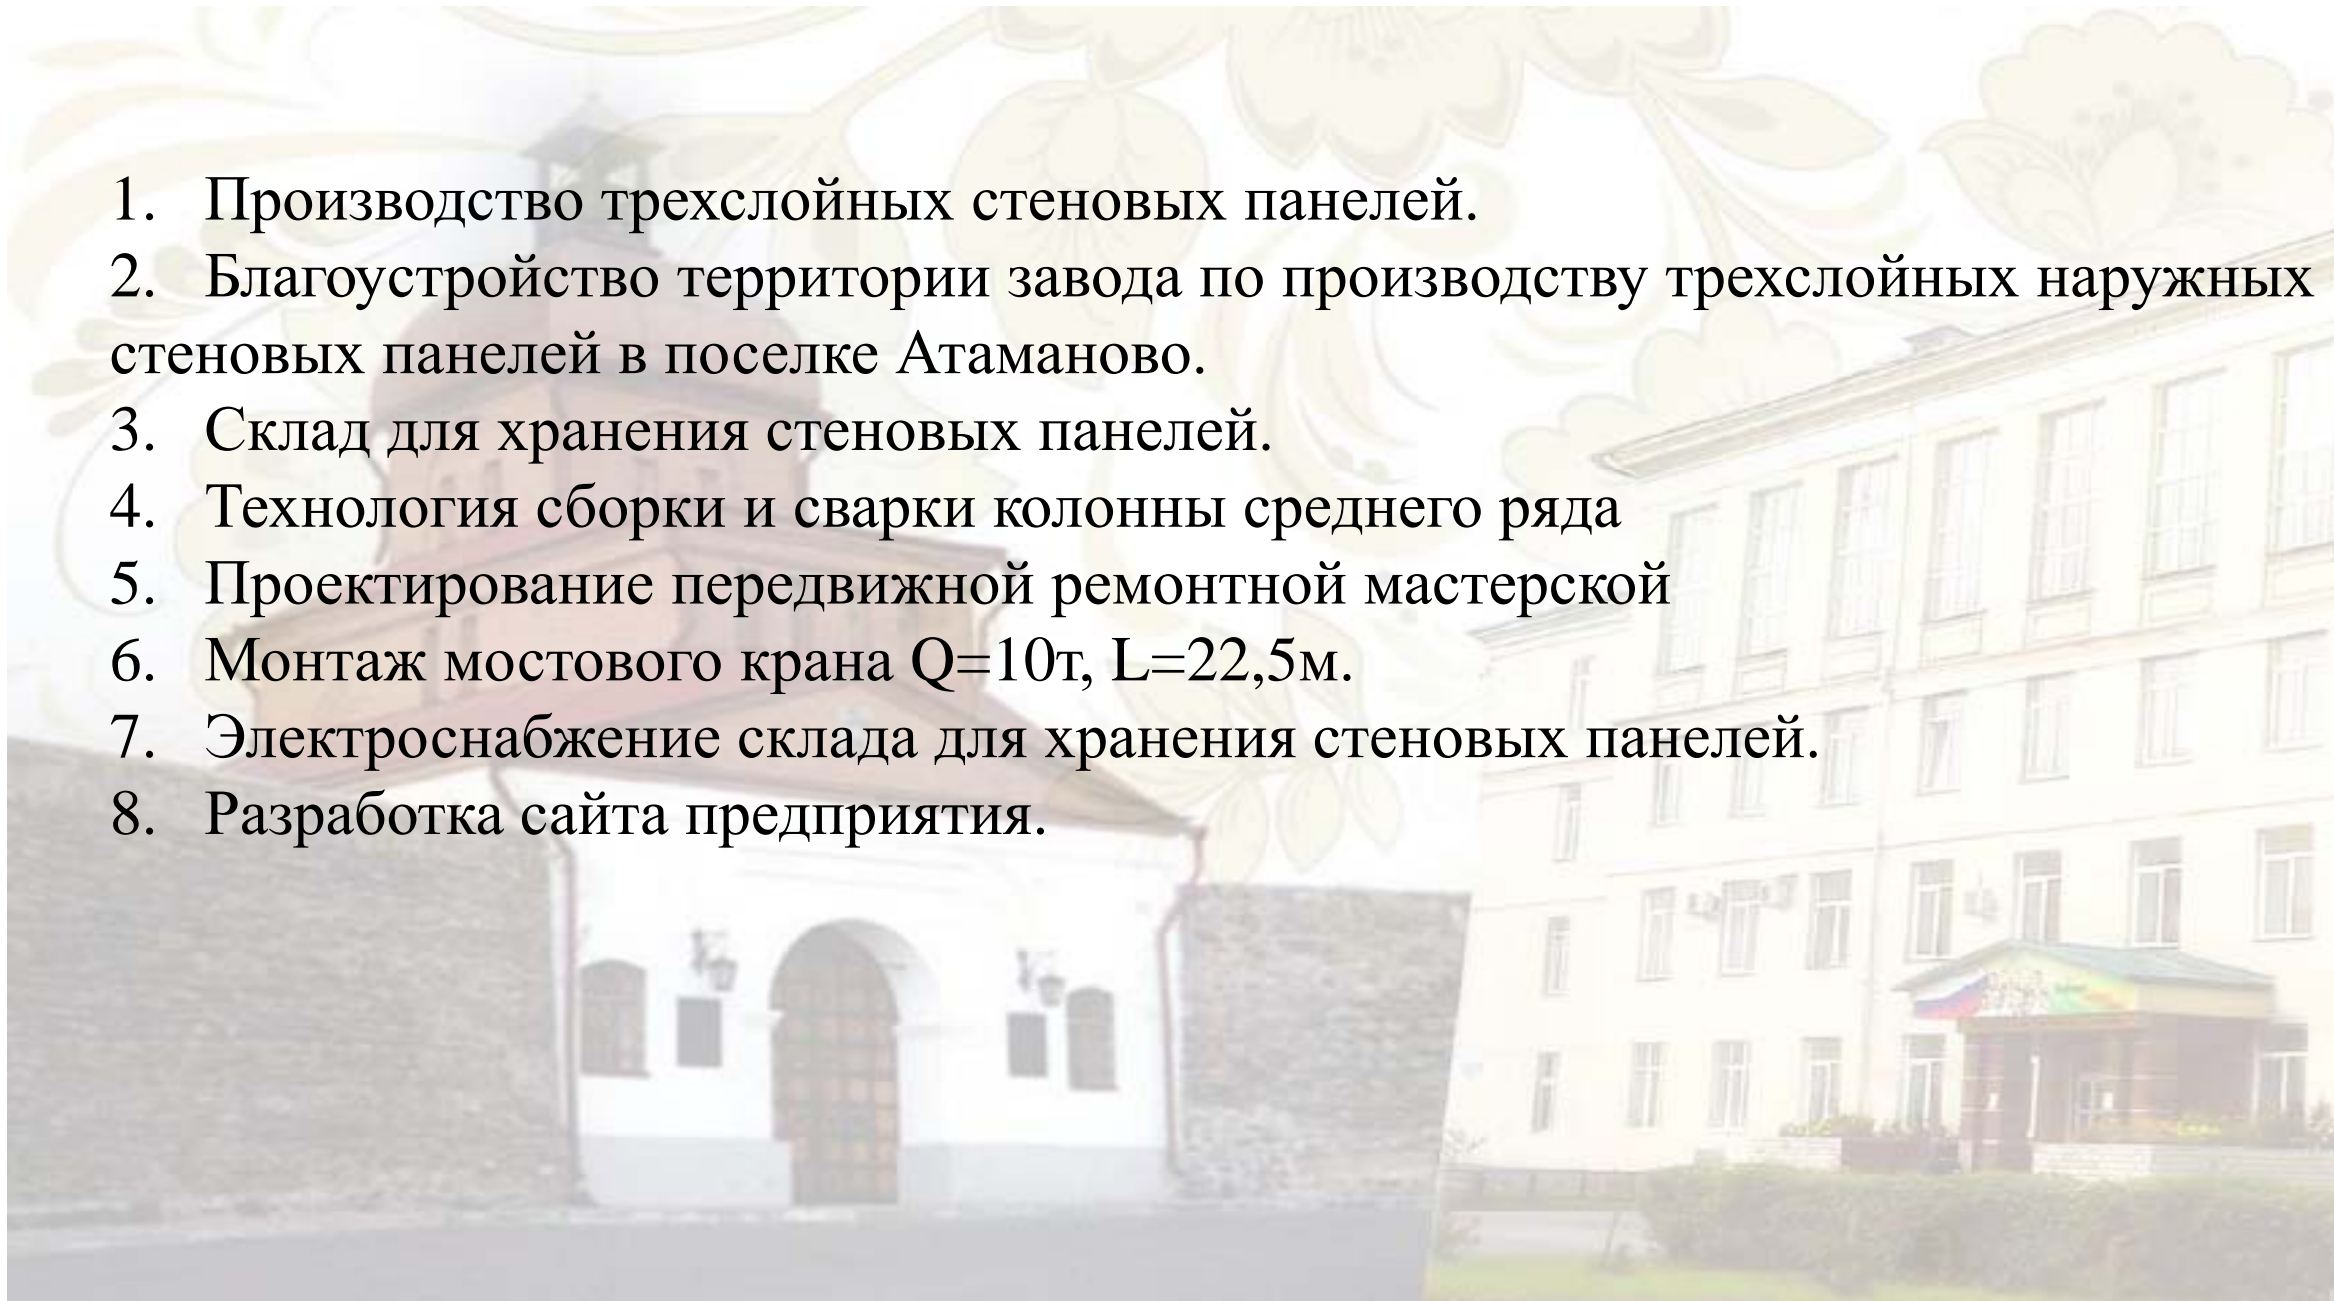 1. Производство трехслойных стеновых панелей.
2. Благоустройство территории завода по производству трехслойных наружных
стеновых панелей в поселке Атаманово.
3. Склад для хранения стеновых панелей.
4. Технология сборки и сварки колонны среднего ряда
5. Проектирование передвижной ремонтной мастерской
6. Монтаж мостового крана Q=10т, L=22,5м.
7. Электроснабжение склада для хранения стеновых панелей.
8. Разработка сайта предприятия.